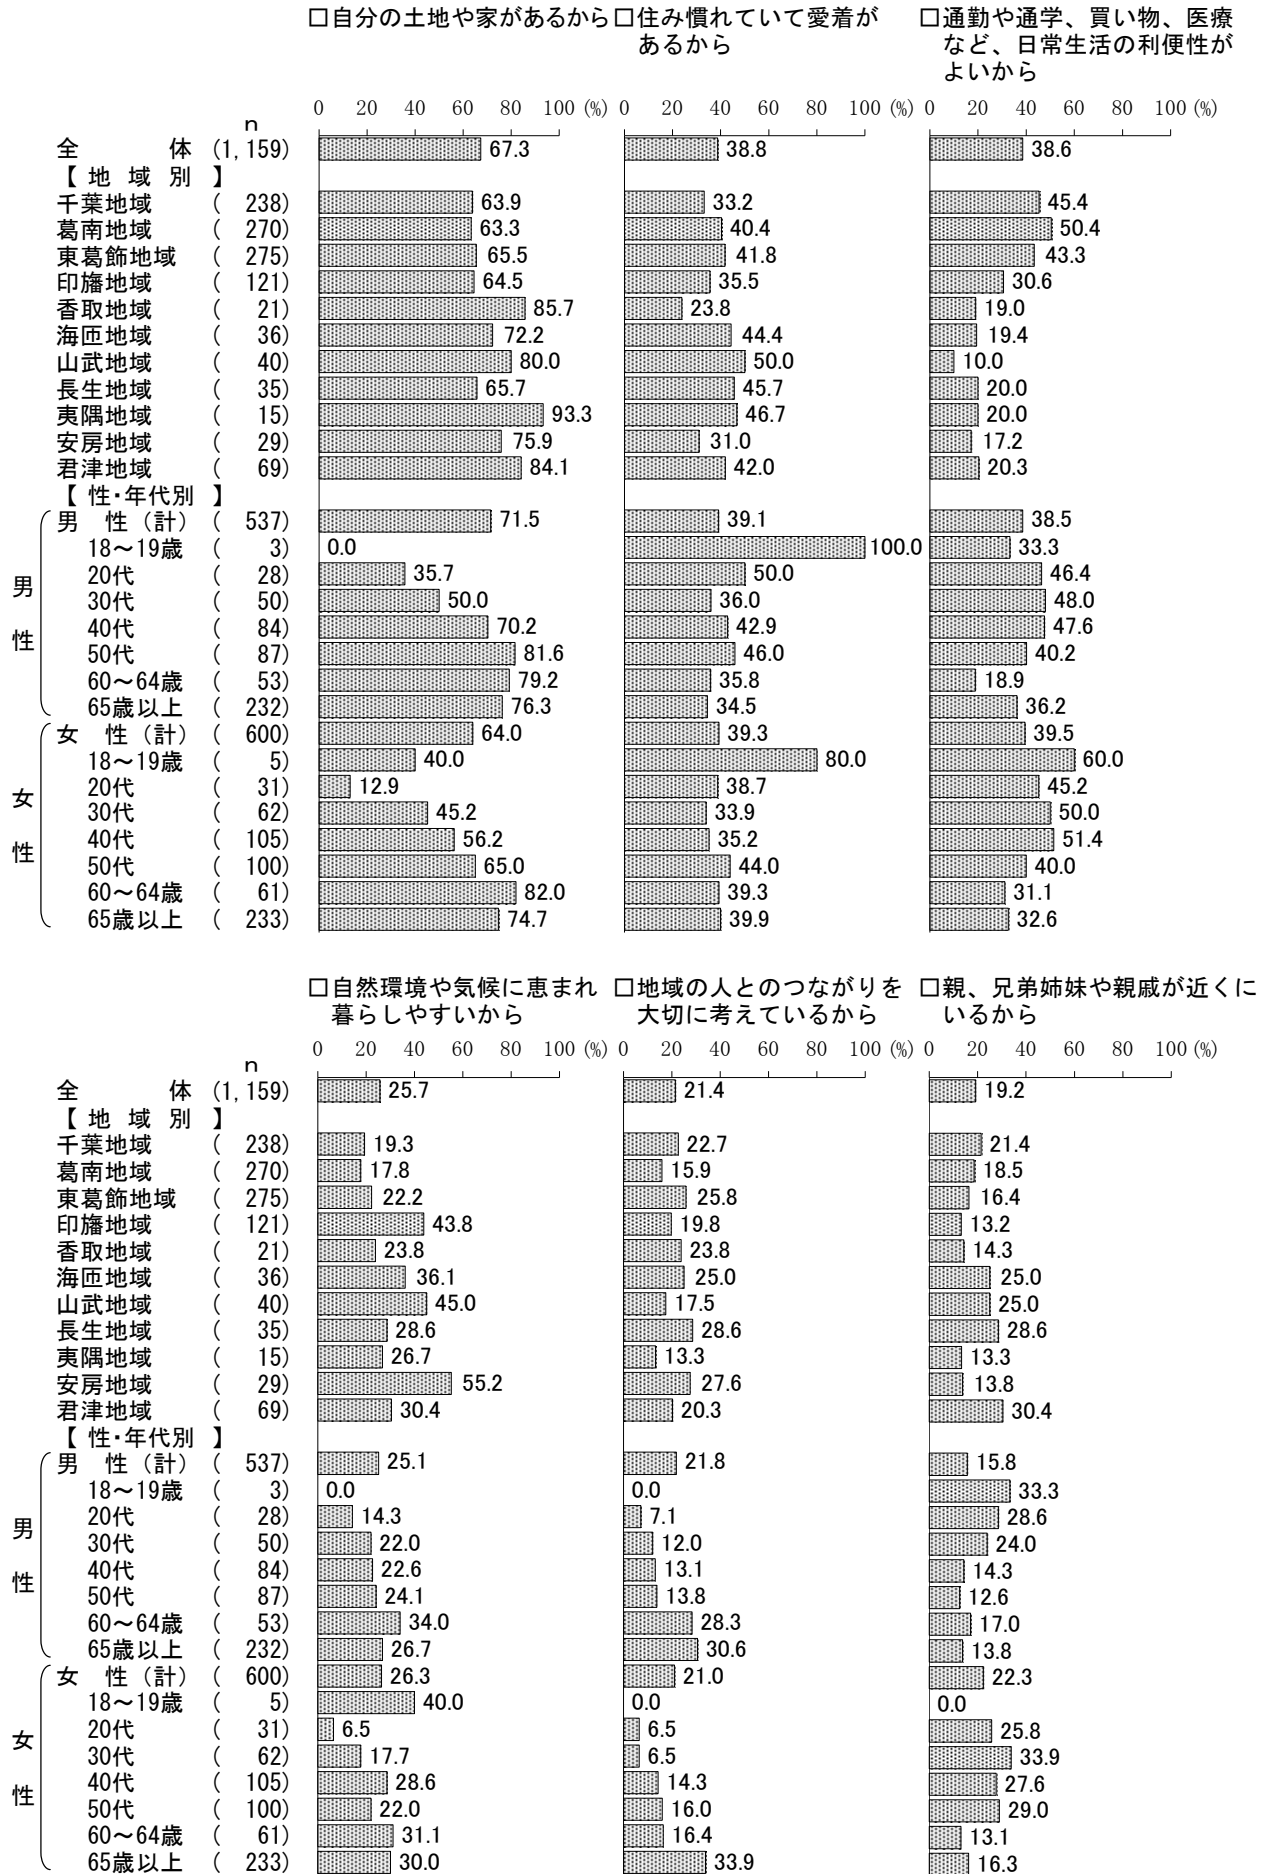 □自分の土地や家があるから □住み慣れていて愛着が □通勤や通学、買い物、医療
あるから など、日常生活の利便性が
よいから
0 20 40 60 80 100 (%) 0 20 40 60 80 100 (%) 0 20 40 60 80 100 (%)
n
全 体 (1,159) 67.3 38.8 38.6
【 地 域 別 】
千葉地域 ( 238) 63.9 33.2 45.4
葛南地域 ( 270) 63.3 40.4 50.4
東葛飾地域 ( 275) 65.5 41.8 43.3
印旛地域 ( 121) 64.5 35.5 30.6
香取地域 ( 21) 85.7 23.8 19.0
海匝地域 ( 36) 72.2 44.4 19.4
山武地域 ( 40) 80.0 50.0 10.0
長生地域 ( 35) 65.7 45.7 20.0
夷隅地域 ( 15) 93.3 46.7 20.0
安房地域 ( 29) 75.9 31.0 17.2
君津地域 ( 69) 84.1 42.0 20.3
【 性・年代別 】
男 性（計） ( 537) 71.5 39.1 38.5
18～19歳 ( 3) 0.0 100.0 33.3
20代 ( 28) 35.7 50.0 46.4
男
30代 ( 50) 50.0 36.0 48.0
40代 ( 84) 70.2 42.9 47.6
性
50代 ( 87) 81.6 46.0 40.2
60～64歳 ( 53) 79.2 35.8 18.9
65歳以上 ( 232) 76.3 34.5 36.2
女 性（計） ( 600) 64.0 39.3 39.5
18～19歳 ( 5) 40.0 80.0 60.0
20代 ( 31) 12.9 38.7 45.2
女
30代 ( 62) 45.2 33.9 50.0
40代 ( 105) 56.2 35.2 51.4
性
50代 ( 100) 65.0 44.0 40.0
60～64歳 ( 61) 82.0 39.3 31.1
65歳以上 ( 233) 74.7 39.9 32.6
□自然環境や気候に恵まれ □地域の人とのつながりを □親、兄弟姉妹や親戚が近くに
暮らしやすいから 大切に考えているから いるから
0 20 40 60 80 100 (%) 0 20 40 60 80 100 (%) 0 20 40 60 80 100 (%)
n
全 体 (1,159) 25.7 21.4 19.2
【 地 域 別 】
千葉地域 ( 238) 19.3 22.7 21.4
葛南地域 ( 270) 17.8 15.9 18.5
東葛飾地域 ( 275) 22.2 25.8 16.4
印旛地域 ( 121) 43.8 19.8 13.2
香取地域 ( 21) 23.8 23.8 14.3
海匝地域 ( 36) 36.1 25.0 25.0
山武地域 ( 40) 45.0 17.5 25.0
長生地域 ( 35) 28.6 28.6 28.6
夷隅地域 ( 15) 26.7 13.3 13.3
安房地域 ( 29) 55.2 27.6 13.8
君津地域 ( 69) 30.4 20.3 30.4
【 性・年代別 】
男 性（計） ( 537) 25.1 21.8 15.8
18～19歳 ( 3) 0.0 0.0 33.3
20代 ( 28) 14.3 7.1 28.6
男
30代 ( 50) 22.0 12.0 24.0
40代 ( 84) 22.6 13.1 14.3
性
50代 ( 87) 24.1 13.8 12.6
60～64歳 ( 53) 34.0 28.3 17.0
65歳以上 ( 232) 26.7 30.6 13.8
女 性（計） ( 600) 26.3 21.0 22.3
18～19歳 ( 5) 40.0 0.0 0.0
20代 ( 31) 6.5 6.5 25.8
女
30代 ( 62) 17.7 6.5 33.9
40代 ( 105) 28.6 14.3 27.6
性
50代 ( 100) 22.0 16.0 29.0
60～64歳 ( 61) 31.1 16.4 13.1
65歳以上 ( 233) 30.0 33.9 16.3